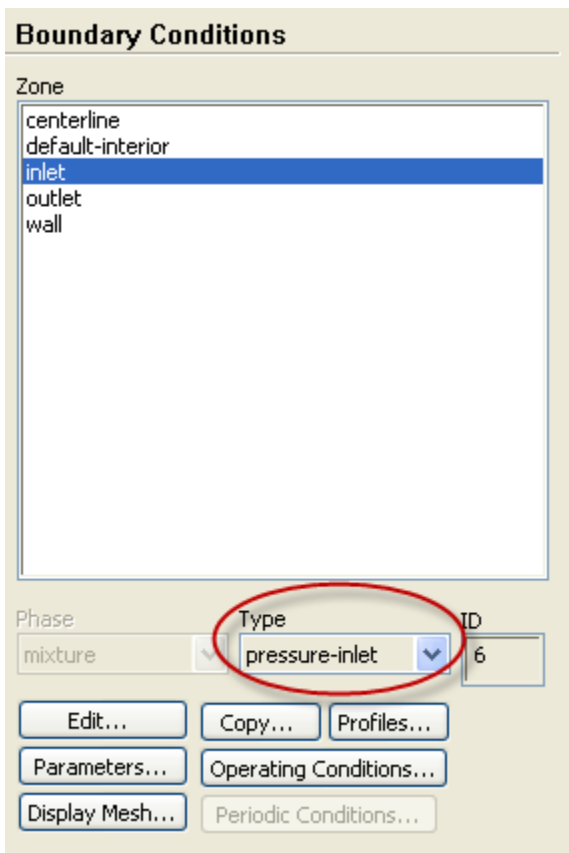 Boundary Conditions
Zone
centerline
default-interior
inlet
outlet
wall
Phase Type ID
mixture pressure-inlet 6
Edit... Copy... Profiles...
Parameters... Operating Conditions...
Display Mesh... Periodic Conditions...